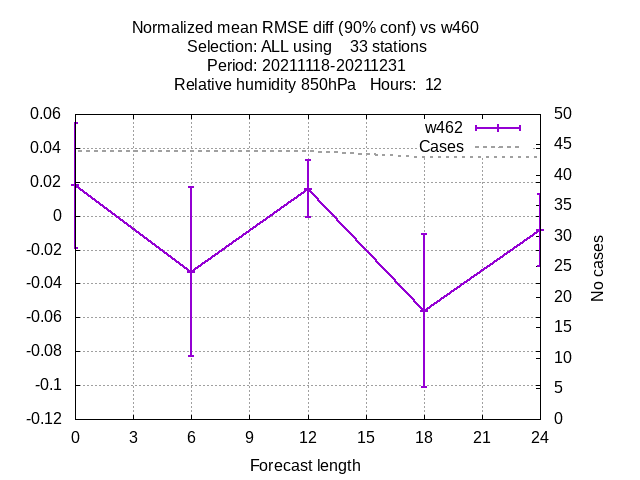 Normalized mean RMSE diff (90% conf) vs w460
Selection: ALL using    33 stations
Period: 20211118-20211231
Relative humidity 850hPa   Hours:  12
w462
Cases
0.06
0.04
0.02
0
-0.02
-0.04
-0.06
-0.08
-0.1
-0.12
50
45
40
35
30
25
20
15
10
5
0
No cases
0 3 6 9 12 15 18 21 24
Forecast length